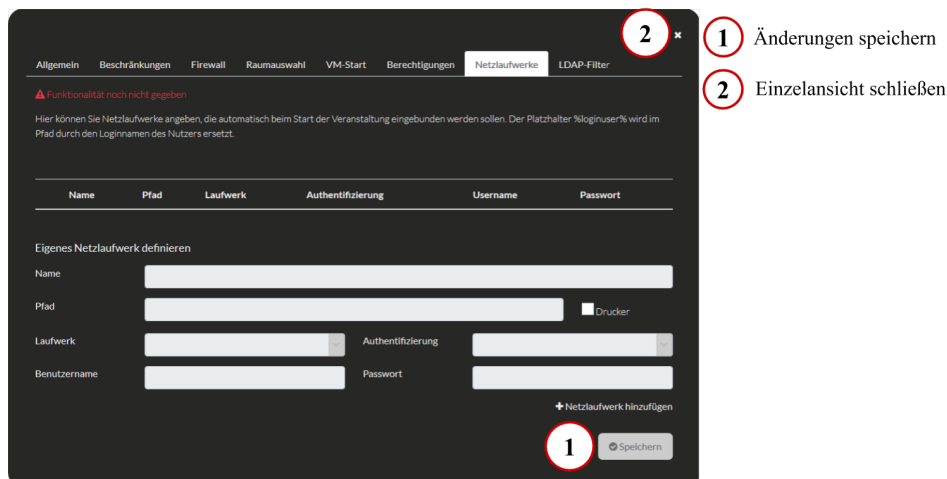 2
×
1 Änderungen speichern
2 Einzelansicht schließen
Allgemein Beschränkungen Firewall Raumauswahl VM-Start Berechtigungen Netzlaufwerke LDAP-Filter
Funktionalität noch nicht gegeben
Hier können Sie Netzlaufwerke angeben, die automatisch beim Start der Veranstaltung eingebunden werden sollen. Der Platzhalter %loginuser% wird im
Pfad durch den Loginnamen des Nutzers ersetzt.
Name Pfad Laufwerk Authentifizierung Username Passwort
Eigenes Netzlaufwerk definieren
Name
Pfad
Drucker
Laufwerk
Authentifizierung
Benutzername
Passwort
+ Netzlaufwerk hinzufügen
1
Speichern